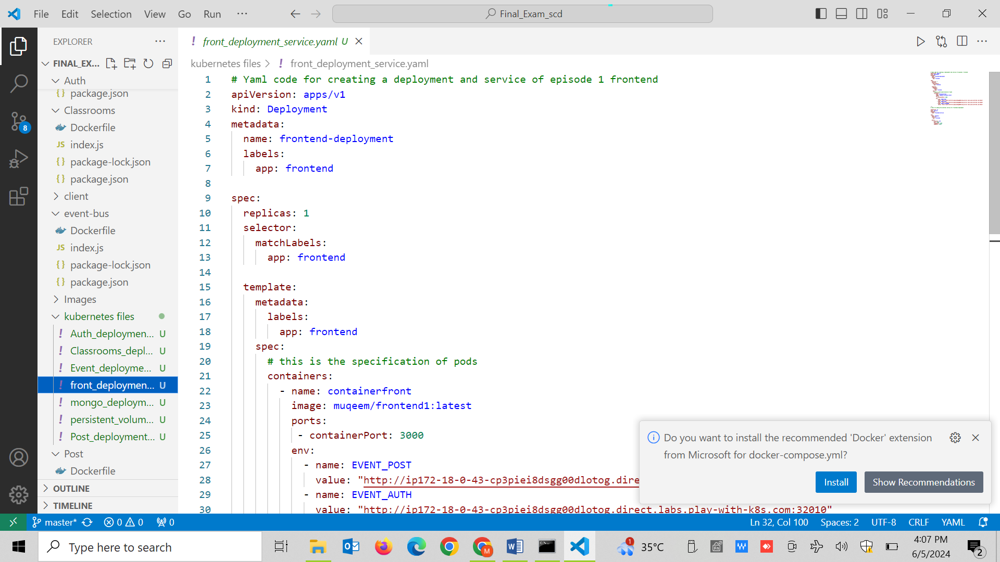 File Edit Selection View Go Run ··· Final_Exam_scd
EXPLORER
FINAL_EX...
Auth
package.json
Classrooms
Dockerfile
JS index.js
{} package-lock.json
{} package.json
client
event-bus
Dockerfile
JS index.js
{} package-lock.json
{} package.json
Images
kubernetes files
! Auth_deploymen... U
! Classrooms_depl... U
! Event_deployme... U
! front_deploymen... U
! mongo_deploym... U
! persistent_volum... U
! Post_deployment... U
Post
Dockerfile
OUTLINE
TIMELINE
! front_deployment_service.yaml U
kubernetes files > ! front_deployment_service.yaml
1 # Yaml code for creating a deployment and service of episode 1 frontend
2 apiVersion: apps/v1
3 kind: Deployment
4 metadata:
5 name: frontend-deployment
6 labels:
7 app: frontend
8
9 spec:
10 replicas: 1
11 selector:
12 matchLabels:
13 app: frontend
14
15 template:
16 metadata:
17 labels:
18 app: frontend
19 spec:
20 # this is the specification of pods
21 containers:
22 - name: containerfront
23 image: muqeem/frontend1:latest
24 ports:
25 - containerPort: 3000
26 env:
27 - name: EVENT_POST
28 value: "http://ip172-18-0-43-cp3piei8dsgg00dlotog.dire
29 - name: EVENT_AUTH
30 value: "http://ip172-18-0-43-cp3piei8dsgg00dlotog.direct.labs.play-with-k8s.com:32010"
Do you want to install the recommended 'Docker' extension
from Microsoft for docker-compose.yml?
Install Show Recommendations
8
master* 0 0 0 Ln 32, Col 100 Spaces: 2 UTF-8 CRLF YAML
Type here to search
1 35°C
4:07 PM
6/5/2024
2